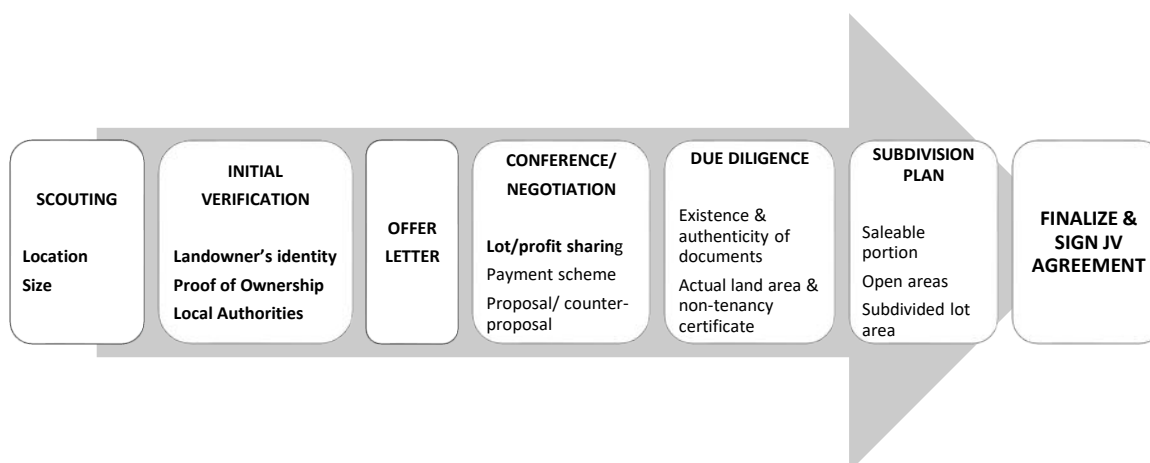 SCOUTING
Location
Size
INITIAL
VERIFICATION
Landowner’s identity
Proof of Ownership
Local Authorities
OFFER
LETTER
CONFERENCE/
NEGOTIATION
Lot/profit sharing
Payment scheme
Proposal/ counter-
proposal
DUE DILIGENCE
Existence &
authenticity of
documents
Actual land area &
non-tenancy
certificate
SUBDIVISION
PLAN
Saleable
portion
Open areas
Subdivided lot
area
FINALIZE &
SIGN JV
AGREEMENT